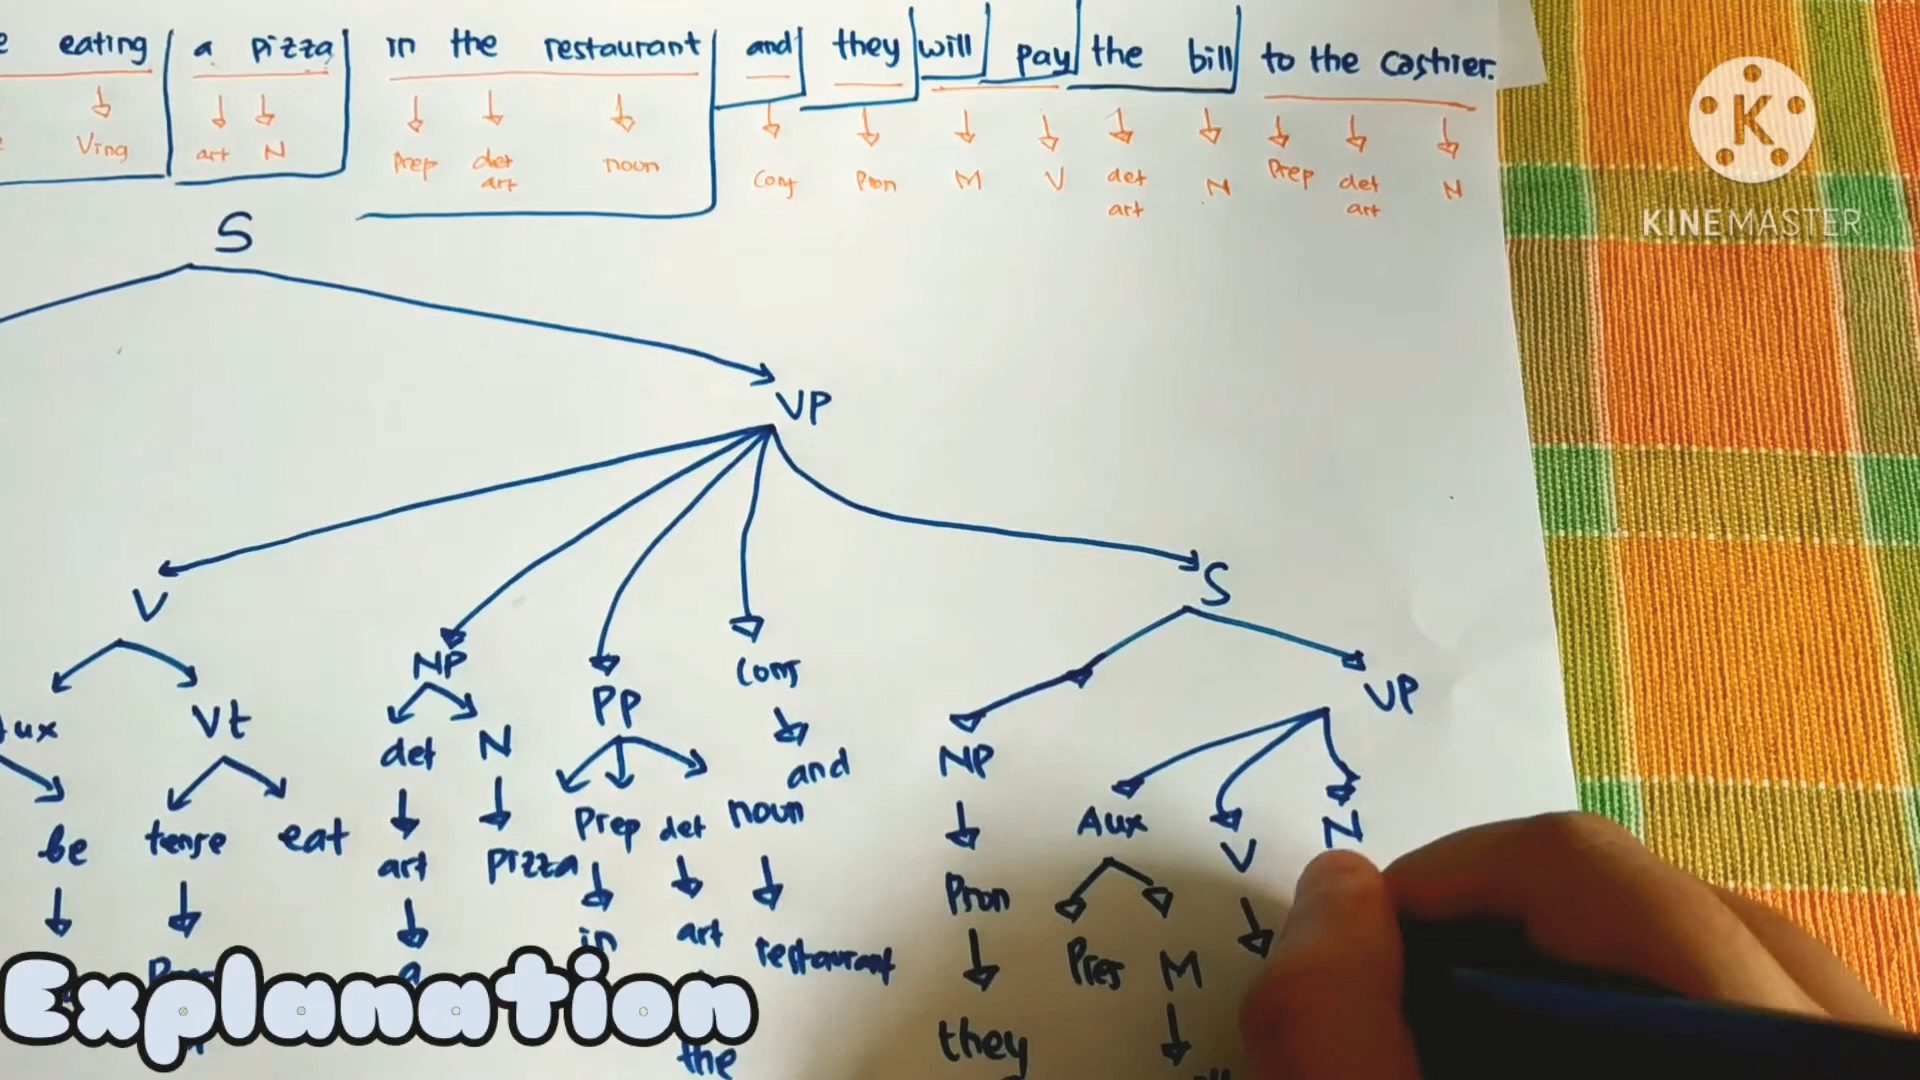 eating a pizza in the restaurant and they will pay the bill to the cashier.
Ving art N Prep det art noun Conj Pron M V det art N Prep det art N
K
KINEMASTER
S
VP
V S
NP PP Conj NP VP
Vt det N and
be tense eat art pizza Prep det noun Pron Aux V N
a in art restaurant Pres M
the they
Explanation